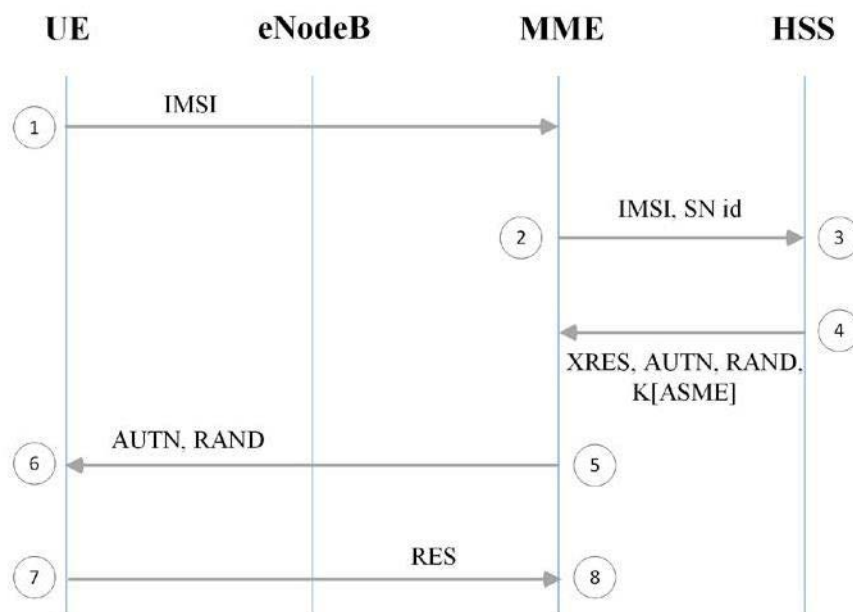 UE eNodeB MME HSS
IMSI
1
IMSI, SN id
2
3
4
XRES, AUTN, RAND,
K[ASME]
AUTN, RAND
6
5
RES
7
8